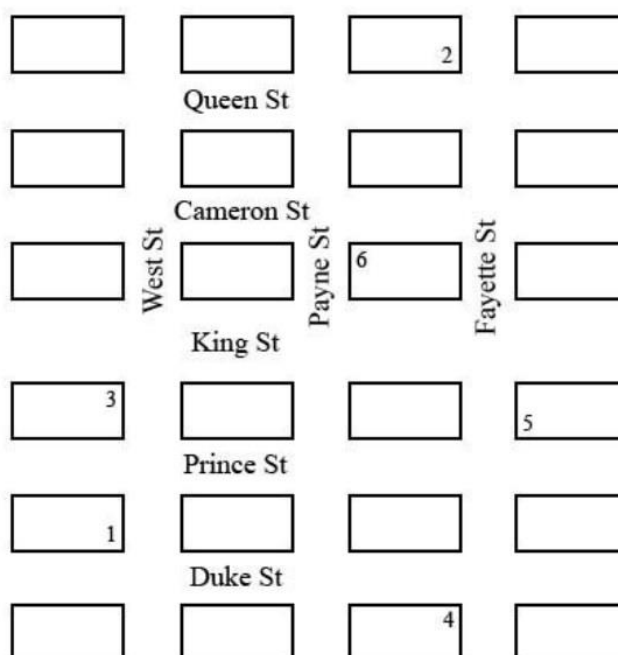 2
Queen St
Cameron St
West St
Payne St
6
Fayette St
King St
3
5
Prince St
1
Duke St
4